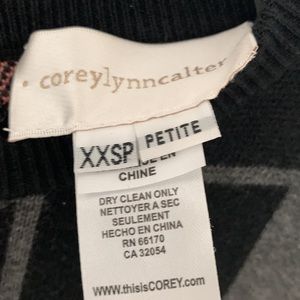 · coreylynncalter
XXSP
PETITE
EN
CHINE
DRY CLEAN ONLY
NETTOYER A SEC
SEULEMENT
HECHO EN CHINA
RN 66170
CA 32054
www.thisIsCOREY.com